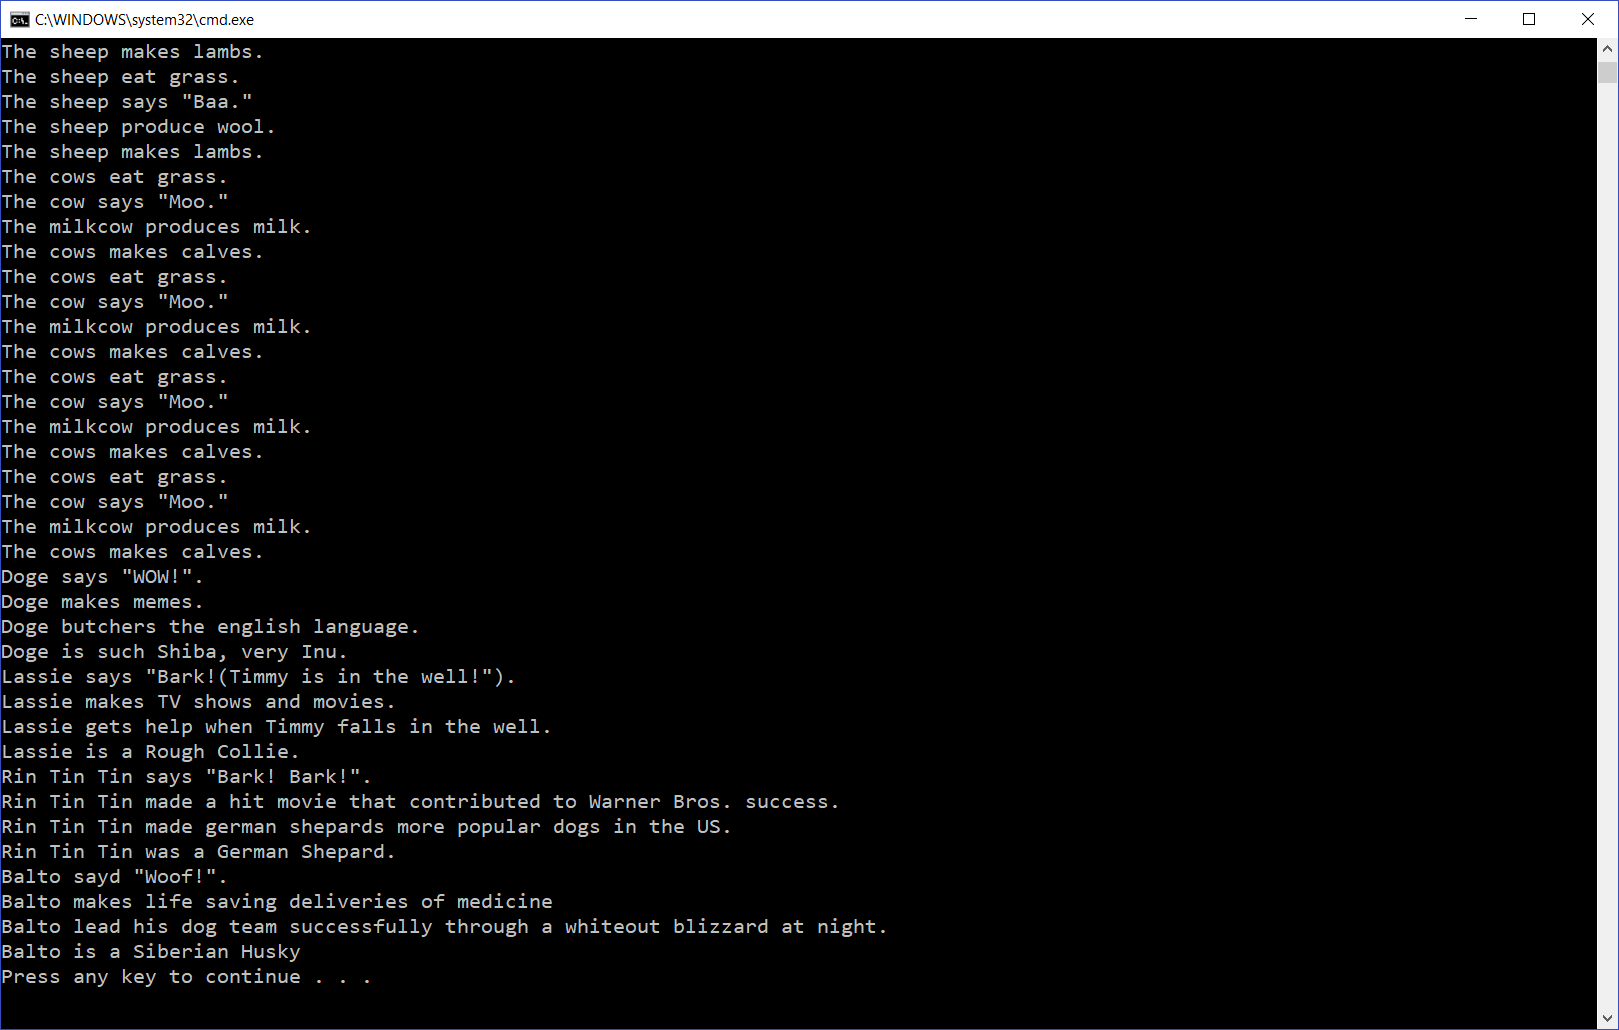 C:\WINDOWS\system32\cmd.exe
The sheep makes lambs.
The sheep eat grass.
The sheep says "Baa."
The sheep produce wool.
The sheep makes lambs.
The cows eat grass.
The cow says "Moo."
The milkcow produces milk.
The cows makes calves.
The cows eat grass.
The cow says "Moo."
The milkcow produces milk.
The cows makes calves.
The cows eat grass.
The cow says "Moo."
The milkcow produces milk.
The cows makes calves.
The cows eat grass.
The cow says "Moo."
The milkcow produces milk.
The cows makes calves.
Doge says "WOW!".
Doge makes memes.
Doge butchers the english language.
Doge is such Shiba, very Inu.
Lassie says "Bark!(Timmy is in the well!").
Lassie makes TV shows and movies.
Lassie gets help when Timmy falls in the well.
Lassie is a Rough Collie.
Rin Tin Tin says "Bark! Bark!".
Rin Tin Tin made a hit movie that contributed to Warner Bros. success.
Rin Tin Tin made german shepards more popular dogs in the US.
Rin Tin Tin was a German Shepard.
Balto sayd "Woof!".
Balto makes life saving deliveries of medicine
Balto lead his dog team successfully through a whiteout blizzard at night.
Balto is a Siberian Husky
Press any key to continue . . .